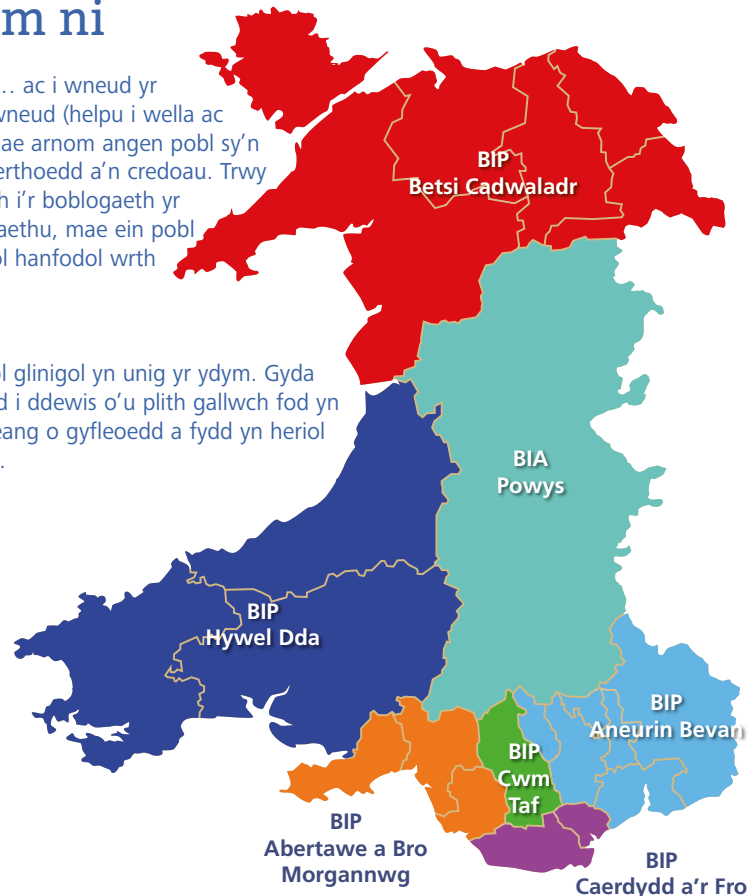 m ni
… ac i wneud yr
wneud (helpu i wella ac
ae arnom angen pobl sy'n
erthoedd a'n credoau. Trwy
h i'r boblogaeth yr
aethu, mae ein pobl
ol hanfodol wrth
ol glinigol yn unig yr ydym. Gyda
d i ddewis o'u plith gallwch fod yn
eang o gyfleoedd a fydd yn heriol
.
BIP
Betsi Cadwaladr
BIA
Powys
BIP
Hywel Dda
BIP
Aneurin Bevan
BIP
Cwm
Taf
BIP
Abertawe a Bro
Morgannwg
BIP
Caerdydd a'r Fro